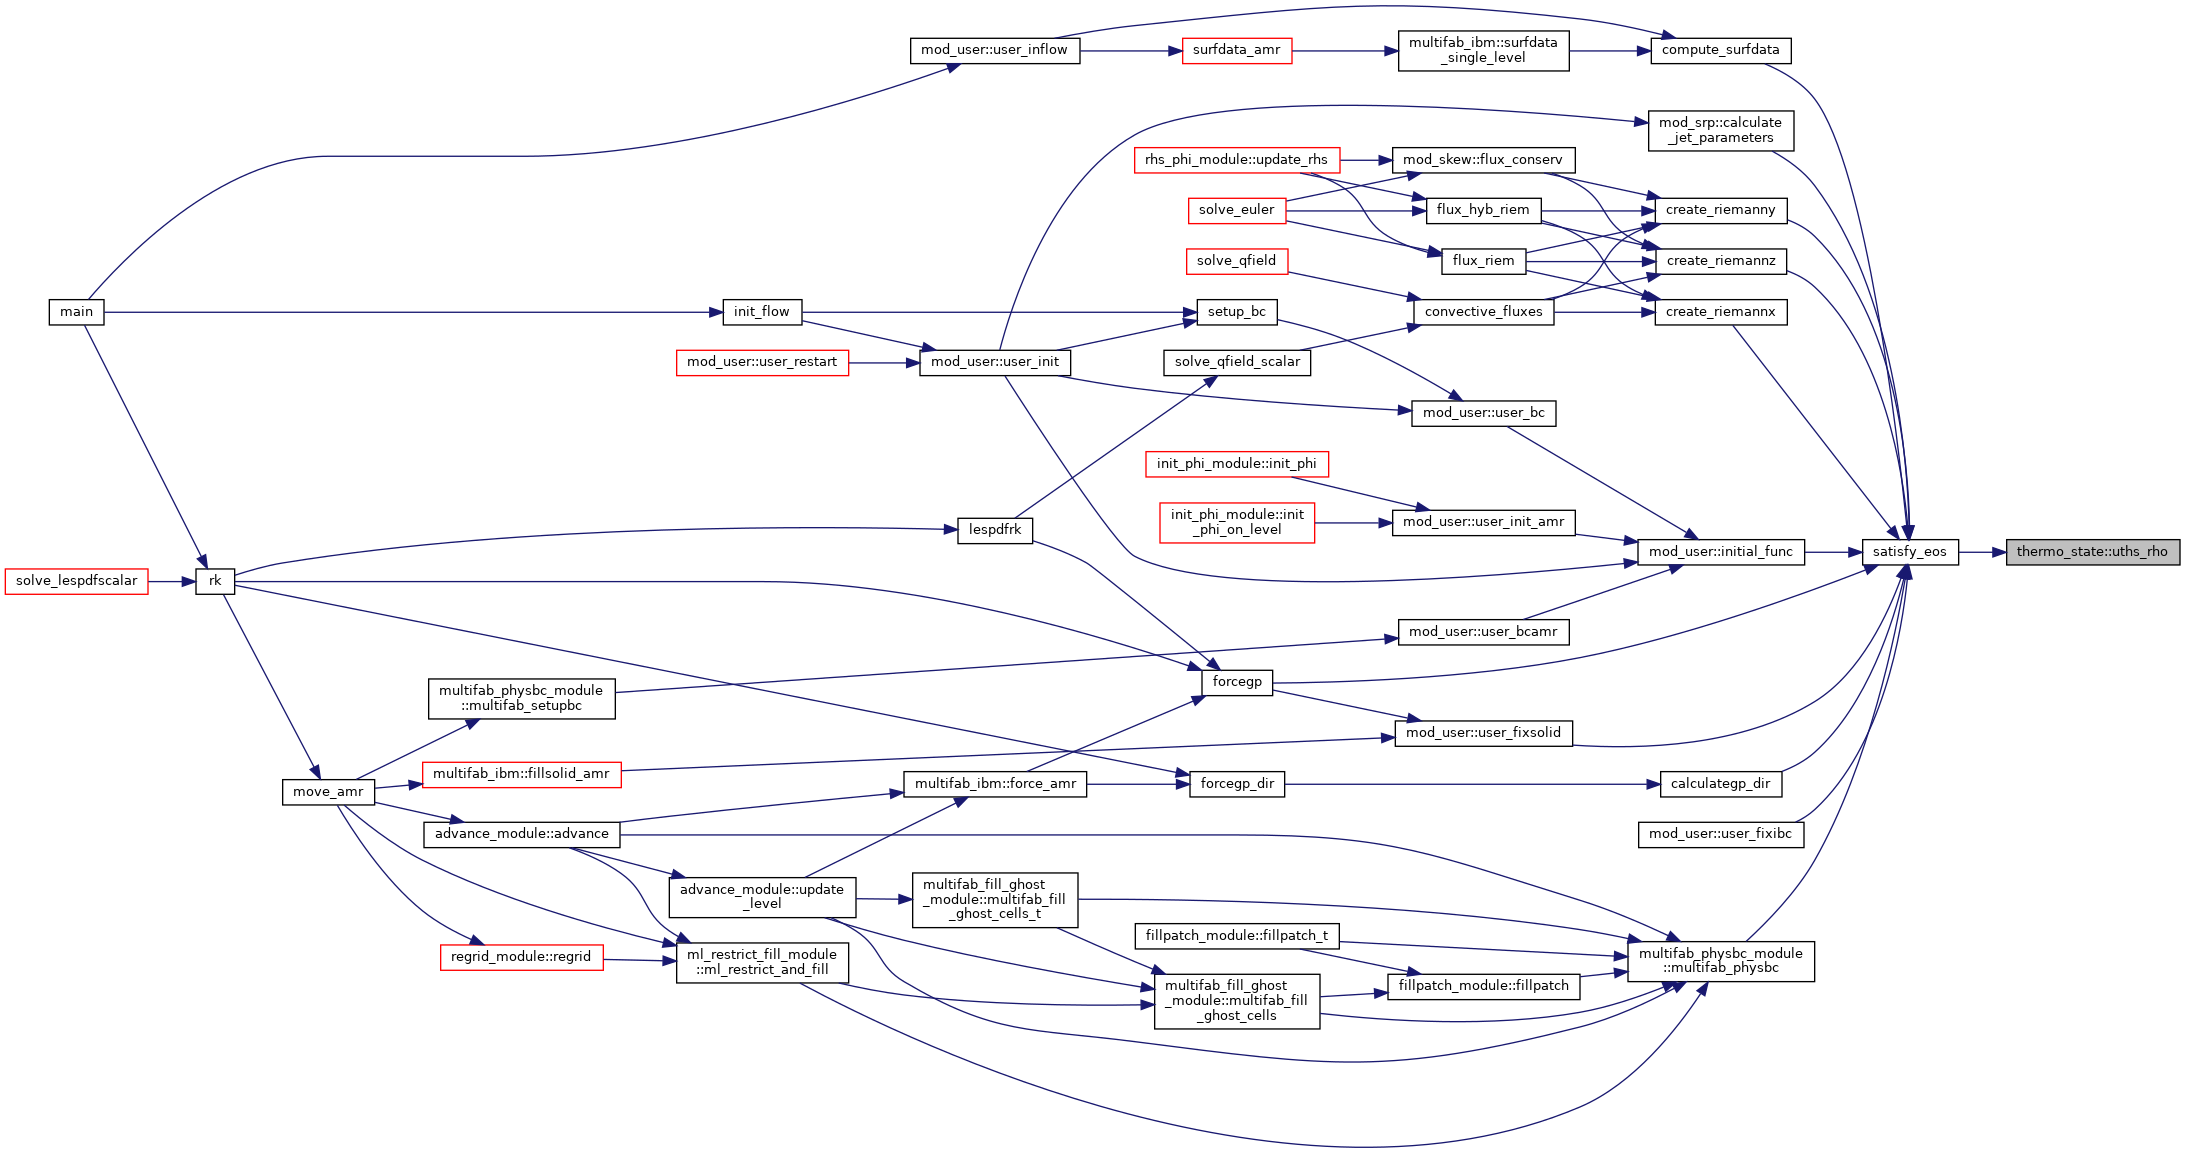 mod_user::user_inflow
surfdata_amr
multifab_ibm::surfdata
_single_level
compute_surfdata
mod_srp::calculate
_jet_parameters
rhs_phi_module::update_rhs
mod_skew::flux_conserv
solve_euler
flux_hyb_riem
create_riemanny
solve_qfield
flux_riem
create_riemannz
main
init_flow
setup_bc
convective_fluxes
create_riemannx
mod_user::user_restart
mod_user::user_init
solve_qfield_scalar
mod_user::user_bc
init_phi_module::init_phi
init_phi_module::init
_phi_on_level
mod_user::user_init_amr
lespdfrk
mod_user::initial_func
satisfy_eos
thermo_state::uths_rho
solve_lespdfscalar
rk
mod_user::user_bcamr
multifab_physbc_module
::multifab_setupbc
forcegp
mod_user::user_fixsolid
multifab_ibm::fillsolid_amr
move_amr
multifab_ibm::force_amr
forcegp_dir
calculategp_dir
advance_module::advance
mod_user::user_fixibc
advance_module::update
_level
multifab_fill_ghost
_module::multifab_fill
_ghost_cells_t
fillpatch_module::fillpatch_t
regrid_module::regrid
ml_restrict_fill_module
::ml_restrict_and_fill
multifab_physbc_module
::multifab_physbc
multifab_fill_ghost
_module::multifab_fill
_ghost_cells
fillpatch_module::fillpatch